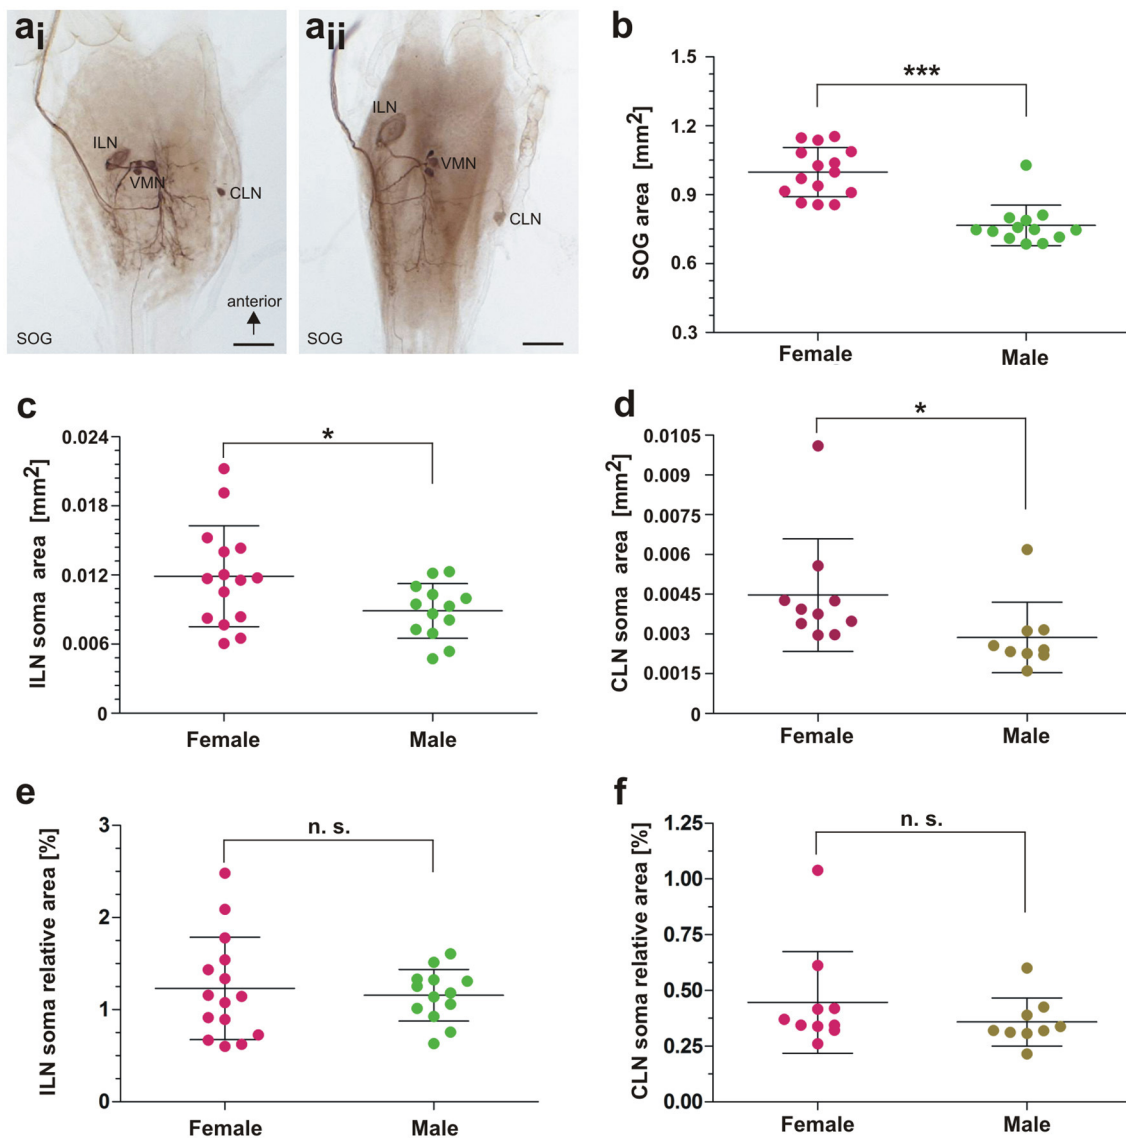 ai
ILN
VMN
CLN
anterior
SOG
aii
ILN
VMN
CLN
SOG
b
SOG area [mm2]
1.5
1.2
0.9
0.6
0.3
***
Female
Male
c
ILN soma area [mm2]
0.024
0.018
0.012
0.006
0
*
Female
Male
d
CLN soma area [mm2]
0.0105
0.009
0.0075
0.006
0.0045
0.003
0.0015
0
*
Female
Male
e
ILN soma relative area [%]
3
2
1
0
n. s.
Female
Male
f
CLN soma relative area [%]
1.25
1.00
0.75
0.50
0.25
0.00
n. s.
Female
Male